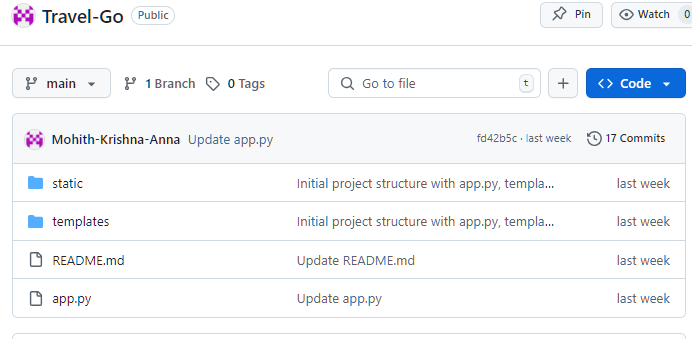 Travel-Go Public Pin Watch 0
main 1 Branch 0 Tags Go to file t + Code
Mohith-Krishna-Anna Update app.py fd42b5c · last week 17 Commits
static Initial project structure with app.py, templa... last week
templates Initial project structure with app.py, templa... last week
README.md Update README.md last week
app.py Update app.py last week